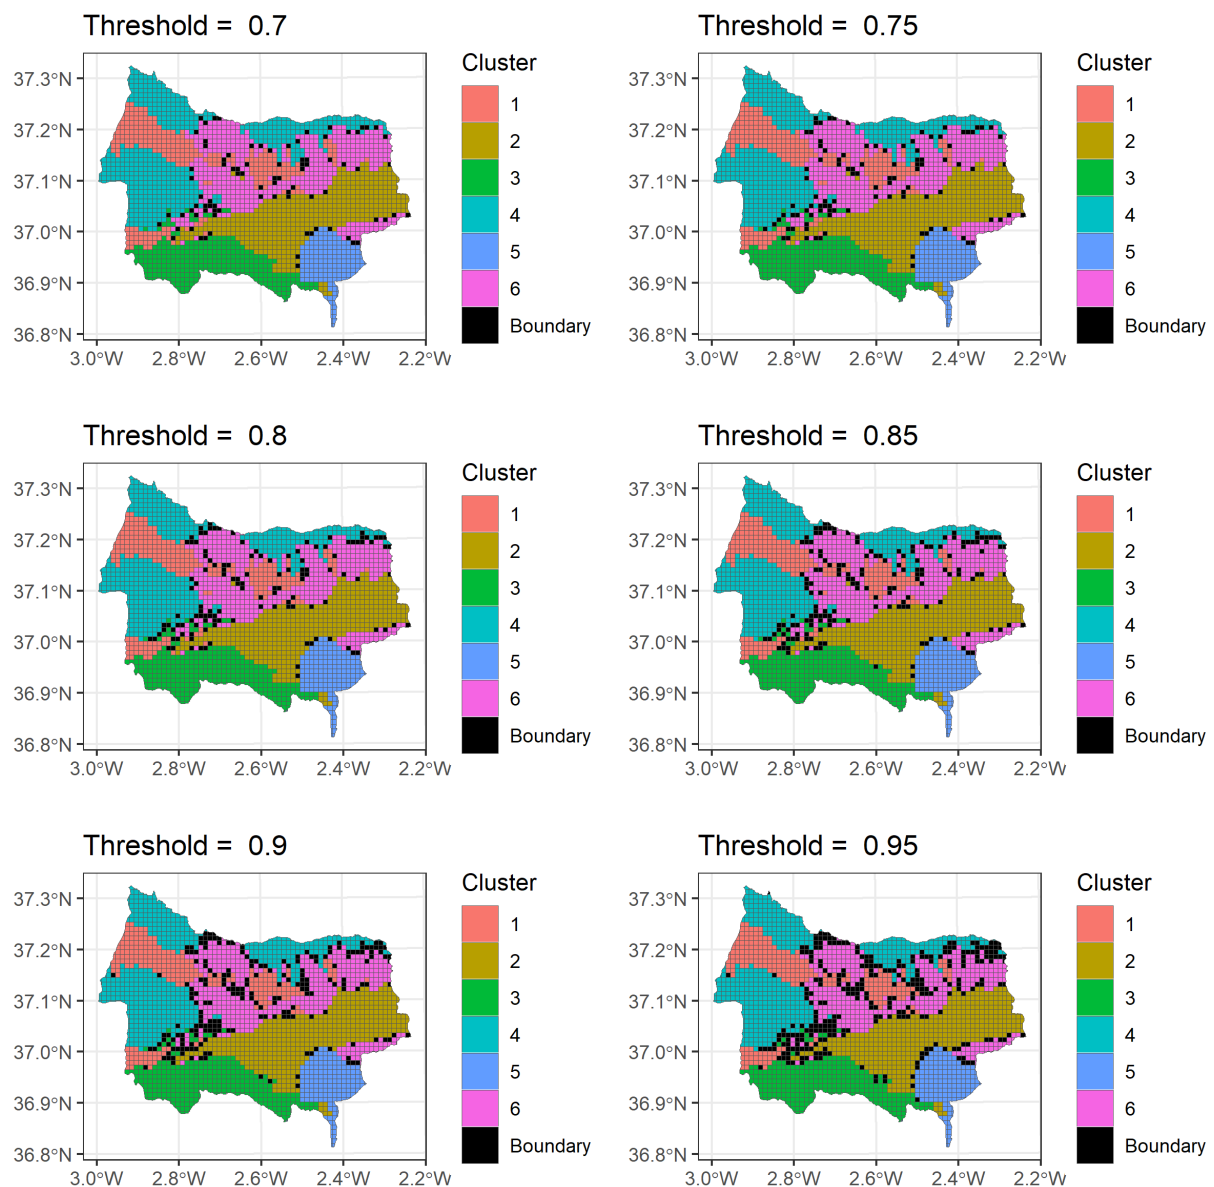 Threshold =  0.7
Threshold =  0.75
37.3°N
37.2°N
37.1°N
37.0°N
36.9°N
36.8°N
3.0°W 2.8°W 2.6°W 2.4°W 2.2°W
Cluster
1
2
3
4
5
6
Boundary
37.3°N
37.2°N
37.1°N
37.0°N
36.9°N
36.8°N
3.0°W 2.8°W 2.6°W 2.4°W 2.2°W
Cluster
1
2
3
4
5
6
Boundary
Threshold =  0.8
Threshold =  0.85
37.3°N
37.2°N
37.1°N
37.0°N
36.9°N
36.8°N
3.0°W 2.8°W 2.6°W 2.4°W 2.2°W
Cluster
1
2
3
4
5
6
Boundary
37.3°N
37.2°N
37.1°N
37.0°N
36.9°N
36.8°N
3.0°W 2.8°W 2.6°W 2.4°W 2.2°W
Cluster
1
2
3
4
5
6
Boundary
Threshold =  0.9
Threshold =  0.95
37.3°N
37.2°N
37.1°N
37.0°N
36.9°N
36.8°N
3.0°W 2.8°W 2.6°W 2.4°W 2.2°W
Cluster
1
2
3
4
5
6
Boundary
37.3°N
37.2°N
37.1°N
37.0°N
36.9°N
36.8°N
3.0°W 2.8°W 2.6°W 2.4°W 2.2°W
Cluster
1
2
3
4
5
6
Boundary